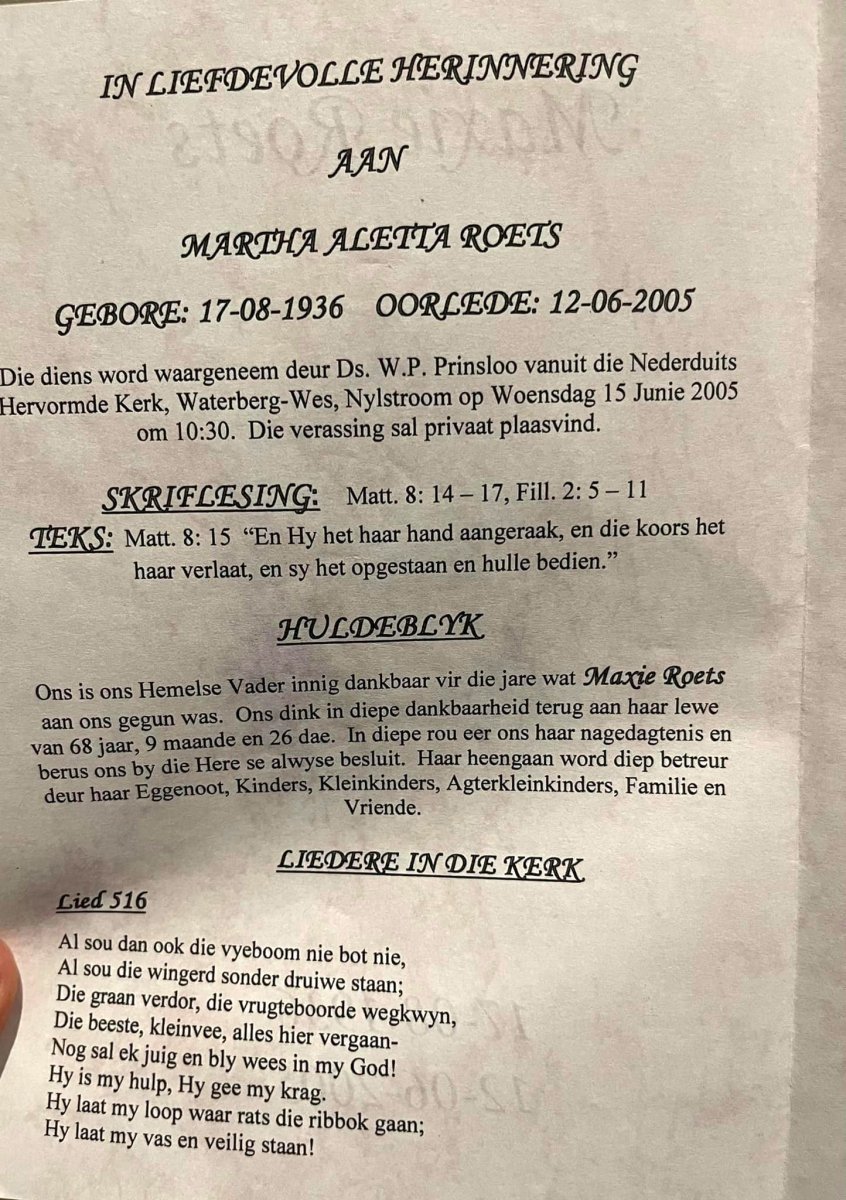 IN LIEFDEVOLLE HERINNERING
AAN
MARTHA ALETTA ROETS
GEBORE: 17-08-1936 OORLEDE: 12-06-2005
Die diens word waargeneem deur Ds. W.P. Prinsloo vanuit die Nederduits
Hervormde Kerk, Waterberg-Wes, Nylstroom op Woensdag 15 Junie 2005
om 10:30. Die verassing sal privaat plaasvind.
SKRIFLESING: Matt. 8: 14 – 17, Fill. 2: 5 – 11
TEKS: Matt. 8: 15 “En Hy het haar hand aangeraak, en die koors het
haar verlaat, en sy het opgestaan en hulle bedien.”
HULDEBLYK
Ons is ons Hemelse Vader innig dankbaar vir die jare wat Maxie Roets
aan ons gegun was. Ons dink in diepe dankbaarheid terug aan haar lewe
van 68 jaar, 9 maande en 26 dae. In diepe rou eer ons haar nagedagtenis en
berus ons by die Here se alwyse besluit. Haar heengaan word diep betreur
deur haar Eggenoot, Kinders, Kleinkinders, Agterkleinkinders, Familie en
Vriende.
LIEDERE IN DIE KERK
Lied 516
Al sou dan ook die vyeboom nie bot nie,
Al sou die wingerd sonder druiwe staan;
Die graan verdor, die vrugteboorde wegkwyn,
Die beeste, kleinvee, alles hier vergaan-
Nog sal ek juig en bly wees in my God!
Hy is my hulp, Hy gee my krag.
Hy laat my loop waar rats die ribbok gaan;
Hy laat my vas en veilig staan!